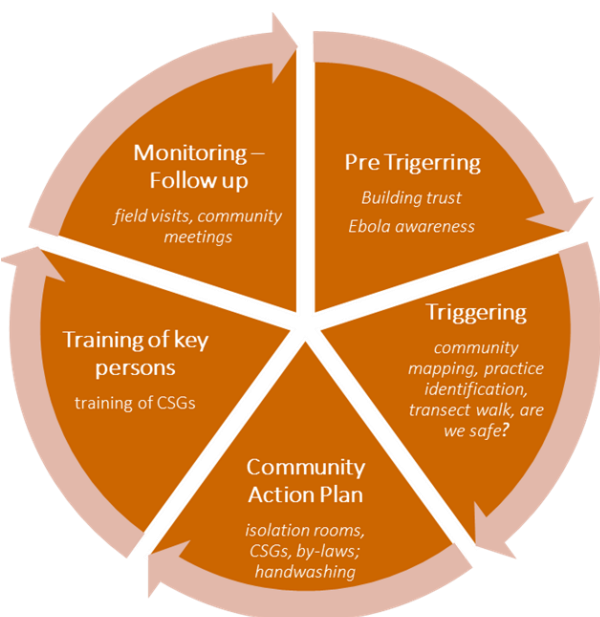 Pre Trigerring
Building trust
Ebola awareness
Triggering
community
mapping, practice
identification,
transect walk, are
we safe?
Community
Action Plan
isolation rooms,
CSGs, by-laws;
handwashing
Training of key
persons
training of CSGs
Monitoring –
Follow up
field visits, community
meetings